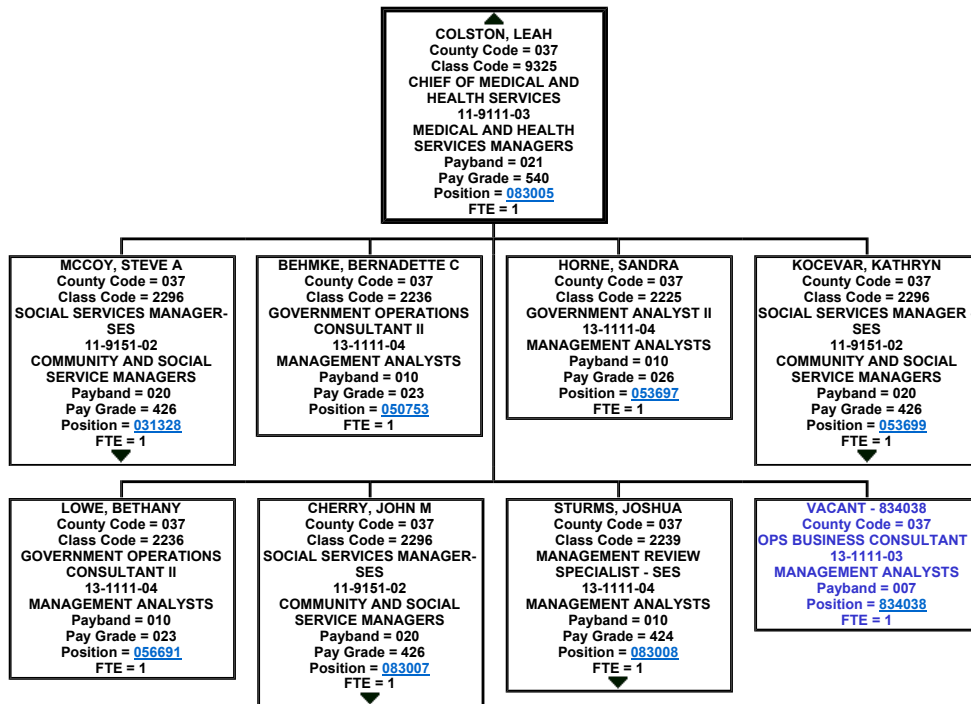 COLSTON, LEAH
County Code = 037
Class Code = 9325
CHIEF OF MEDICAL AND
HEALTH SERVICES
11-9111-03
MEDICAL AND HEALTH
SERVICES MANAGERS
Payband = 021
Pay Grade = 540
Position = 083005
FTE = 1
MCCOY, STEVE A
County Code = 037
Class Code = 2296
SOCIAL SERVICES MANAGER-
SES
11-9151-02
COMMUNITY AND SOCIAL
SERVICE MANAGERS
Payband = 020
Pay Grade = 426
Position = 031328
FTE = 1
BEHMKE, BERNADETTE C
County Code = 037
Class Code = 2236
GOVERNMENT OPERATIONS
CONSULTANT II
13-1111-04
MANAGEMENT ANALYSTS
Payband = 010
Pay Grade = 023
Position = 050753
FTE = 1
HORNE, SANDRA
County Code = 037
Class Code = 2225
GOVERNMENT ANALYST II
13-1111-04
MANAGEMENT ANALYSTS
Payband = 010
Pay Grade = 026
Position = 053697
FTE = 1
KOCEVAR, KATHRYN
County Code = 037
Class Code = 2296
SOCIAL SERVICES MANAGER -
SES
11-9151-02
COMMUNITY AND SOCIAL
SERVICE MANAGERS
Payband = 020
Pay Grade = 426
Position = 053699
FTE = 1
LOWE, BETHANY
County Code = 037
Class Code = 2236
GOVERNMENT OPERATIONS
CONSULTANT II
13-1111-04
MANAGEMENT ANALYSTS
Payband = 010
Pay Grade = 023
Position = 056691
FTE = 1
CHERRY, JOHN M
County Code = 037
Class Code = 2296
SOCIAL SERVICES MANAGER-
SES
11-9151-02
COMMUNITY AND SOCIAL
SERVICE MANAGERS
Payband = 020
Pay Grade = 426
Position = 083007
FTE = 1
STURMS, JOSHUA
County Code = 037
Class Code = 2239
MANAGEMENT REVIEW
SPECIALIST - SES
13-1111-04
MANAGEMENT ANALYSTS
Payband = 010
Pay Grade = 424
Position = 083008
FTE = 1
VACANT - 834038
County Code = 037
OPS BUSINESS CONSULTANT
13-1111-03
MANAGEMENT ANALYSTS
Payband = 007
Position = 834038
FTE = 1